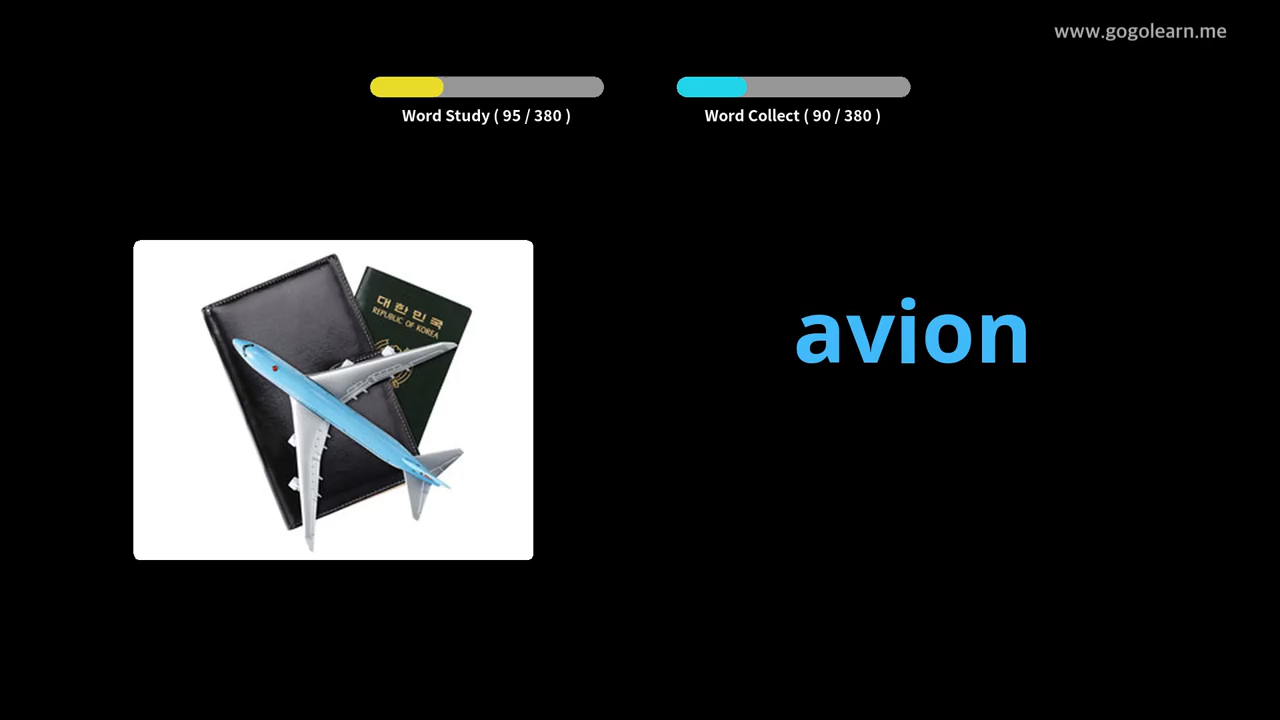 www.gogolearn.me
Word Study ( 95 / 380 )
Word Collect ( 90 / 380 )
대한민국
REPUBLIC OF KOREA
avion